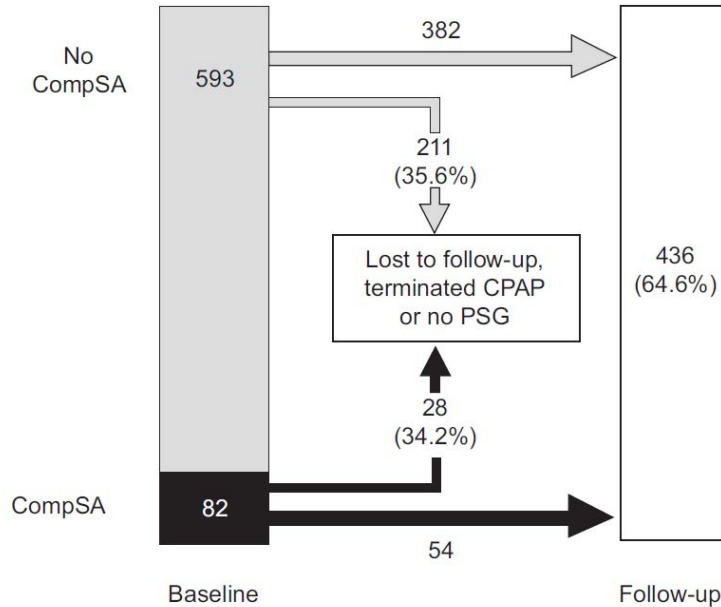 382
No
CompSA
593
211
(35.6%)
Lost to follow-up,
terminated CPAP
or no PSG
436
(64.6%)
28
(34.2%)
CompSA
82
54
Baseline
Follow-up